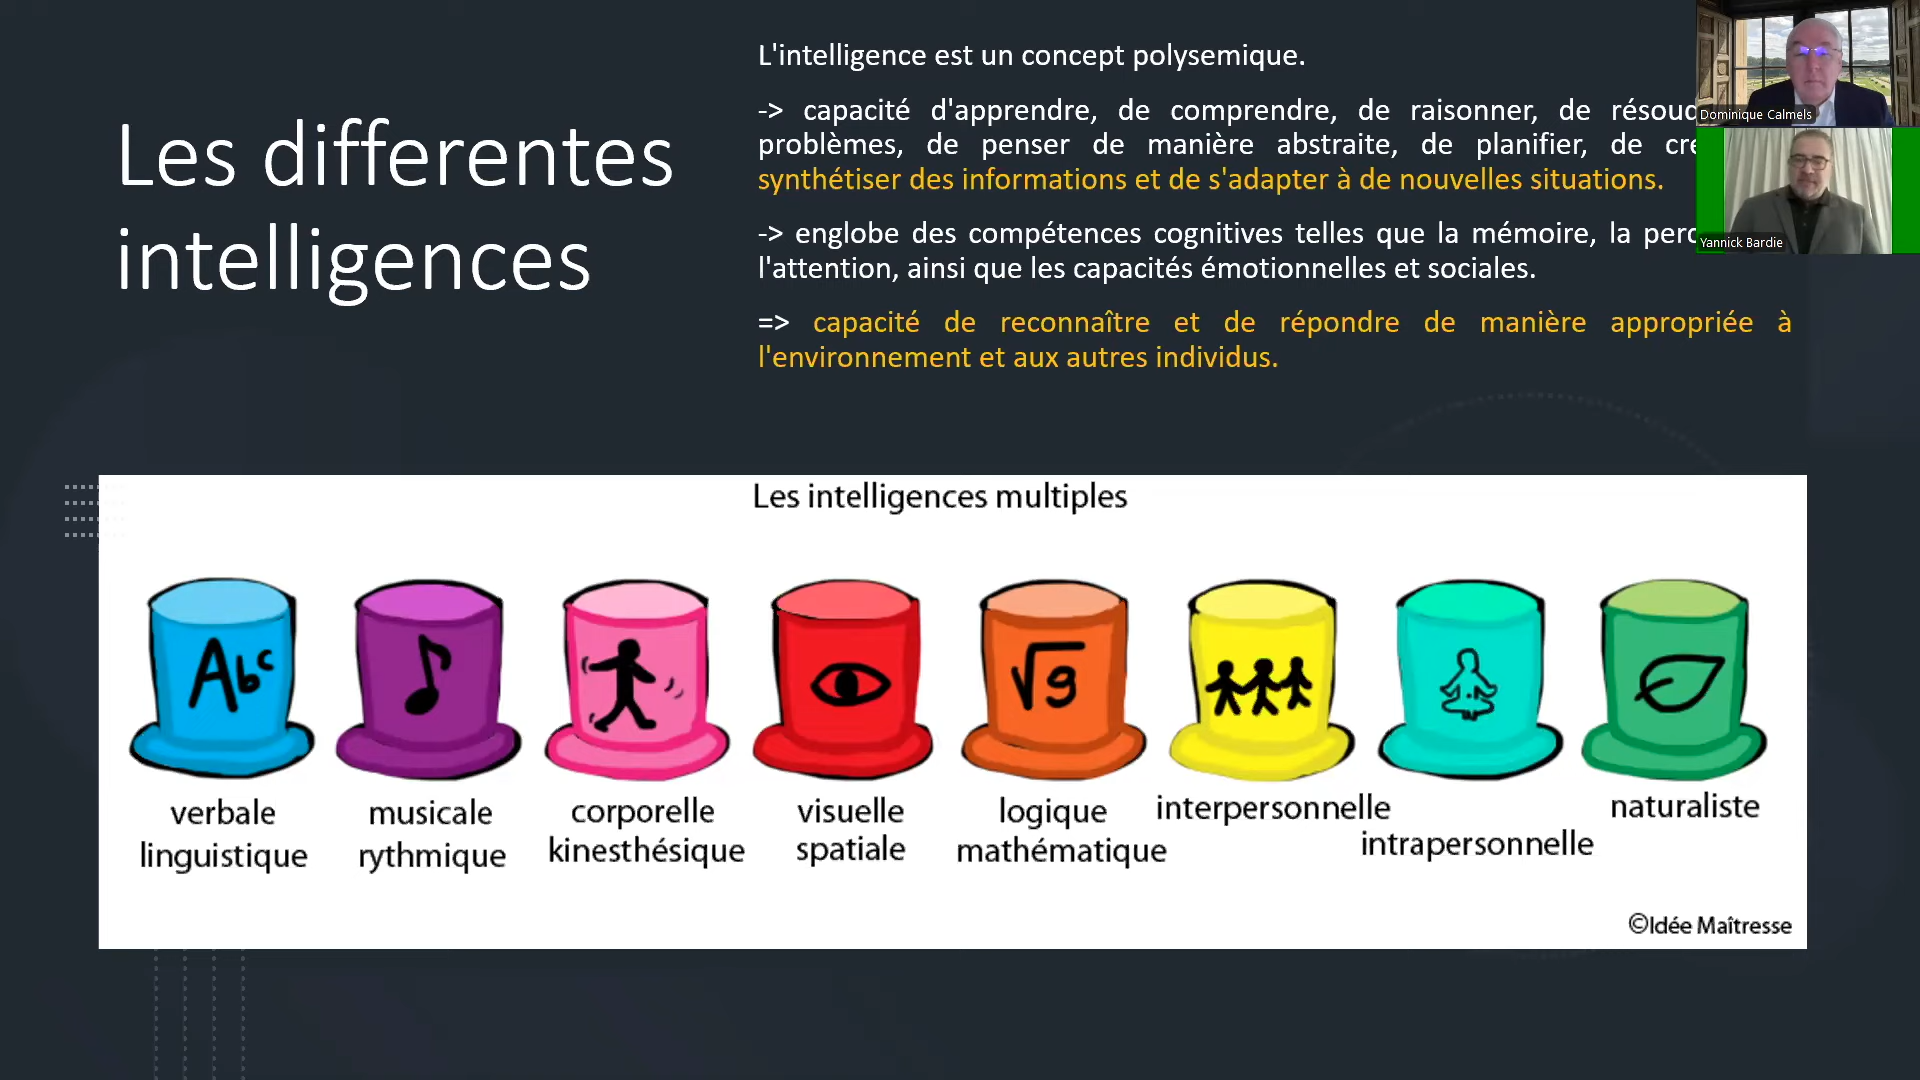 Les differentes
intelligences
L'intelligence est un concept polysemique.
-> capacité d'apprendre, de comprendre, de raisonner, de
problèmes, de penser de manière abstraite, de planifier, de
synthétiser des informations et de s'adapter à de nouvelles situations.
-> englobe des compétences cognitives telles que la mémoire, la
l'attention, ainsi que les capacités émotionnelles et sociales.
=> capacité de reconnaître et de répondre de manière appropriée à
l'environnement et aux autres individus.
Dominique Calmels
Yannick Bardie
Les intelligences multiples
Abc
√9
verbale
linguistique
musicale
rythmique
corporelle
kinesthésique
visuelle
spatiale
logique
mathématique
interpersonnelle
intrapersonnelle
naturaliste
©Idée Maîtresse